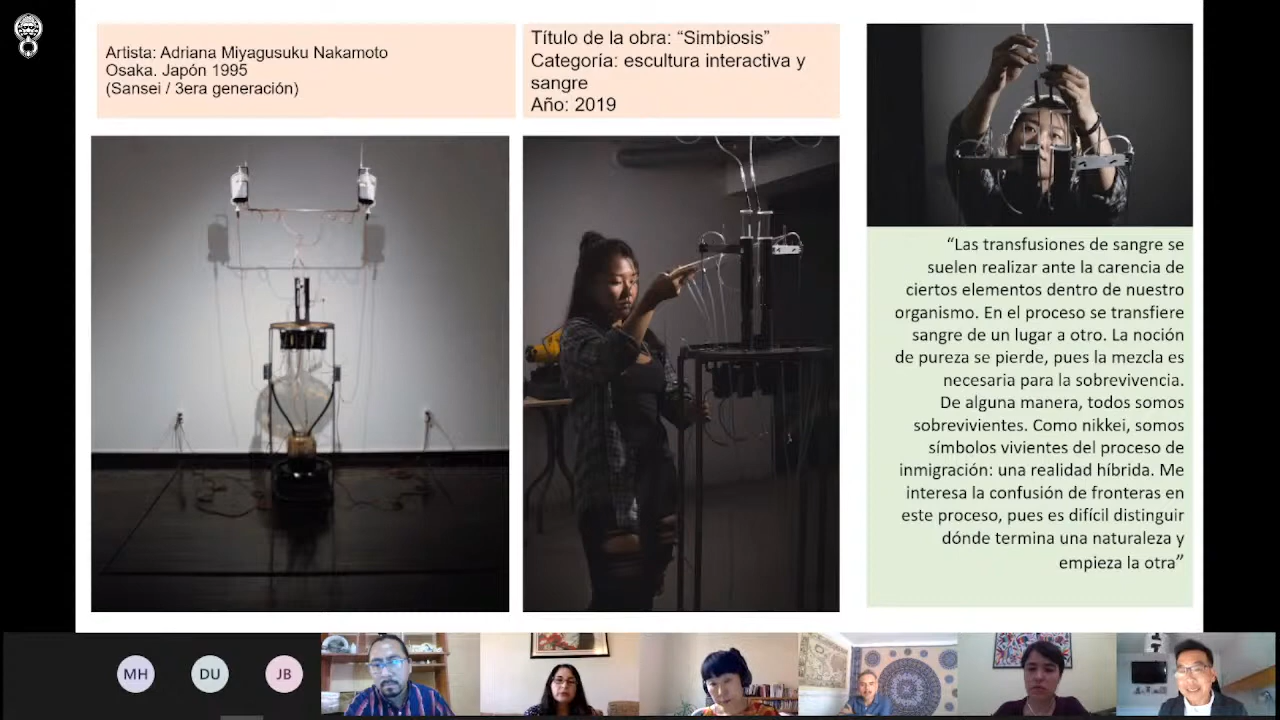 Artista: Adriana Miyagusuku Nakamoto
Osaka. Japón 1995
(Sansei / 3era generación)
Título de la obra: “Simbiosis”
Categoría: escultura interactiva y
sangre
Año: 2019
“Las transfusiones de sangre se
suelen realizar ante la carencia de
ciertos elementos dentro de nuestro
organismo. En el proceso se transfiere
sangre de un lugar a otro. La noción
de pureza se pierde, pues la mezcla es
necesaria para la sobrevivencia.
De alguna manera, todos somos
sobrevivientes. Como nikkei, somos
símbolos vivientes del proceso de
inmigración: una realidad híbrida. Me
interesa la confusión de fronteras en
este proceso, pues es difícil distinguir
dónde termina una naturaleza y
empieza la otra”
MH
DU
JB